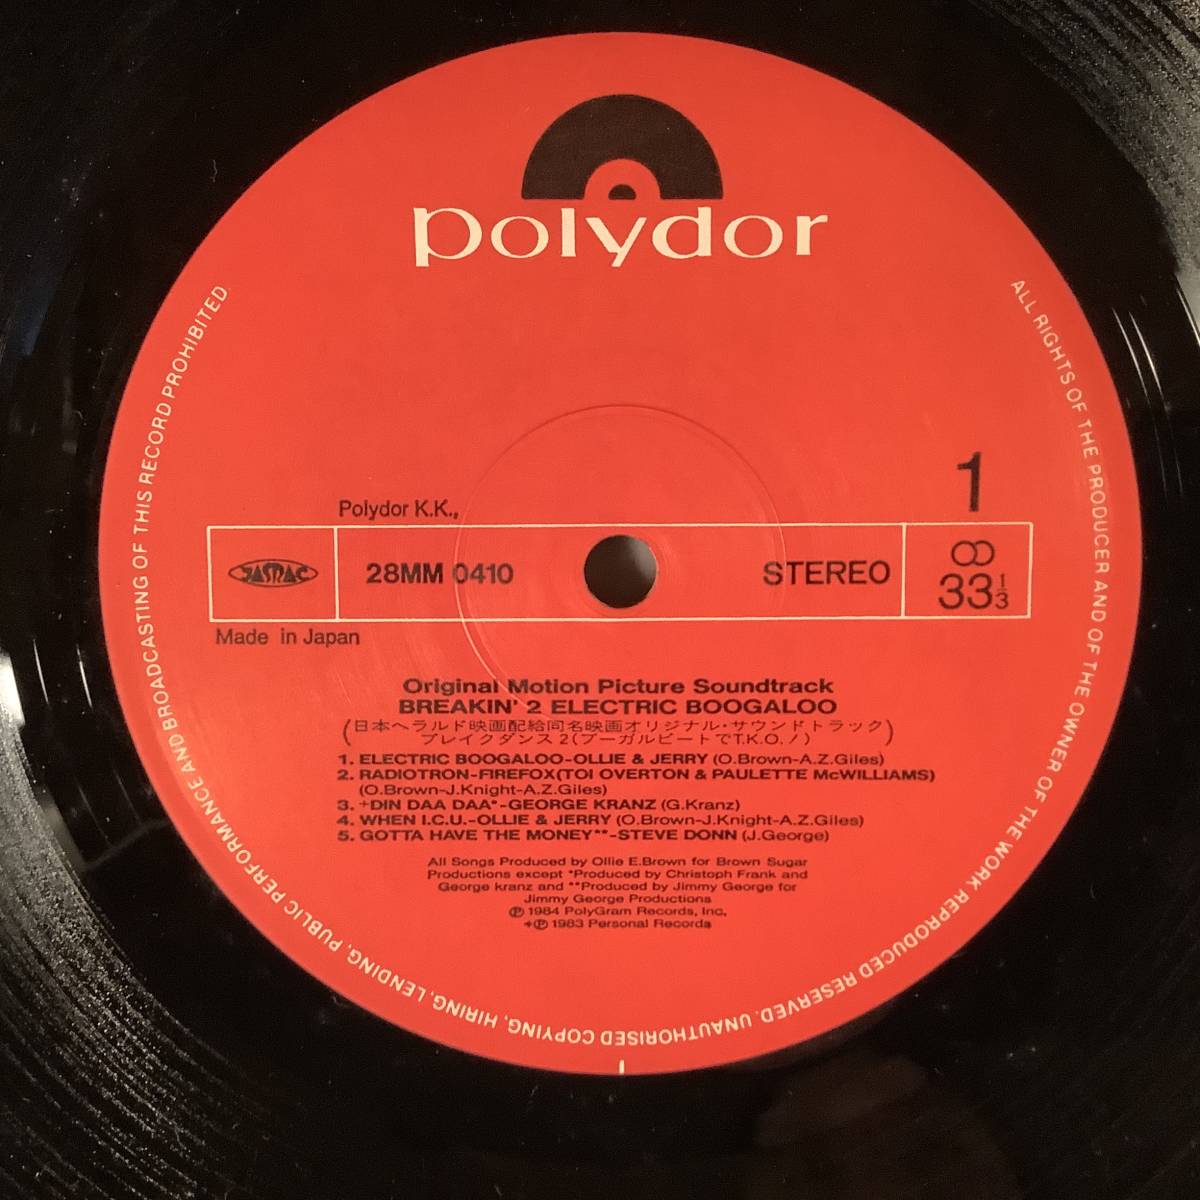 polydor
1
Polydor K.K.,
JASRAC
28MM 0410
STEREO
33 1/3
Made in Japan
Original Motion Picture Soundtrack
BREAKIN' 2 ELECTRIC BOOGALOO
(日本ヘラルド映画配給同名映画オリジナル・サウンドトラック
ブレイクダンス2(ブーガルビートでT.K.O.!))
1. ELECTRIC BOOGALOO-OLLIE & JERRY (O.Brown-A.Z.Giles)
2. RADIOTRON-FIREFOX(TOI OVERTON & PAULETTE McWILLIAMS)
(O.Brown-J.Knight-A.Z.Giles)
3. +DIN DAA DAA*-GEORGE KRANZ (G.Kranz)
4. WHEN I.C.U.-OLLIE & JERRY (O.Brown-J.Knight-A.Z.Giles)
5. GOTTA HAVE THE MONEY**-STEVE DONN (J.George)
All Songs Produced by Ollie E.Brown for Brown Sugar
Productions except *Produced by Christoph Frank and
George kranz and **Produced by Jimmy George for
Jimmy George Productions
℗ 1984 PolyGram Records, Inc.
+℗ 1983 Personal Records
ALL RIGHTS OF THE PRODUCER AND OF THE OWNER OF THE WORK REPRODUCED RESERVED. UNAUTHORISED COPYING, HIRING, LENDING, PUBLIC PERFORMANCE AND BROADCASTING OF THIS RECORD PROHIBITED